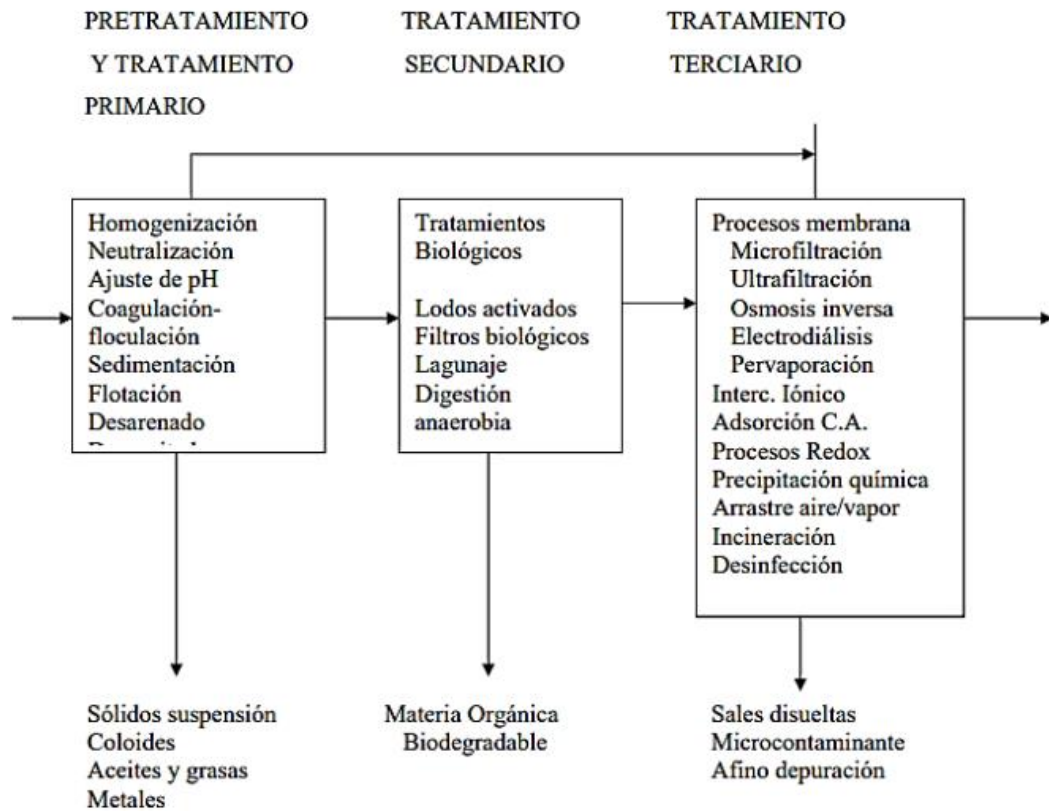 PRETRATAMIENTO
Y TRATAMIENTO
PRIMARIO
TRATAMIENTO
SECUNDARIO
TRATAMIENTO
TERCIARIO
Homogenización
Neutralización
Ajuste de pH
Coagulación-
floculación
Sedimentación
Flotación
Desarenado
Tratamientos
Biológicos
Lodos activados
Filtros biológicos
Lagunaje
Digestión
anaerobia
Procesos membrana
Microfiltración
Ultrafiltración
Osmosis inversa
Electrodiálisis
Pervaporación
Interc. Iónico
Adsorción C.A.
Procesos Redox
Precipitación química
Arrastre aire/vapor
Incineración
Desinfección
Sólidos suspensión
Coloides
Aceites y grasas
Metales
Materia Orgánica
Biodegradable
Sales disueltas
Microcontaminante
Afino depuración